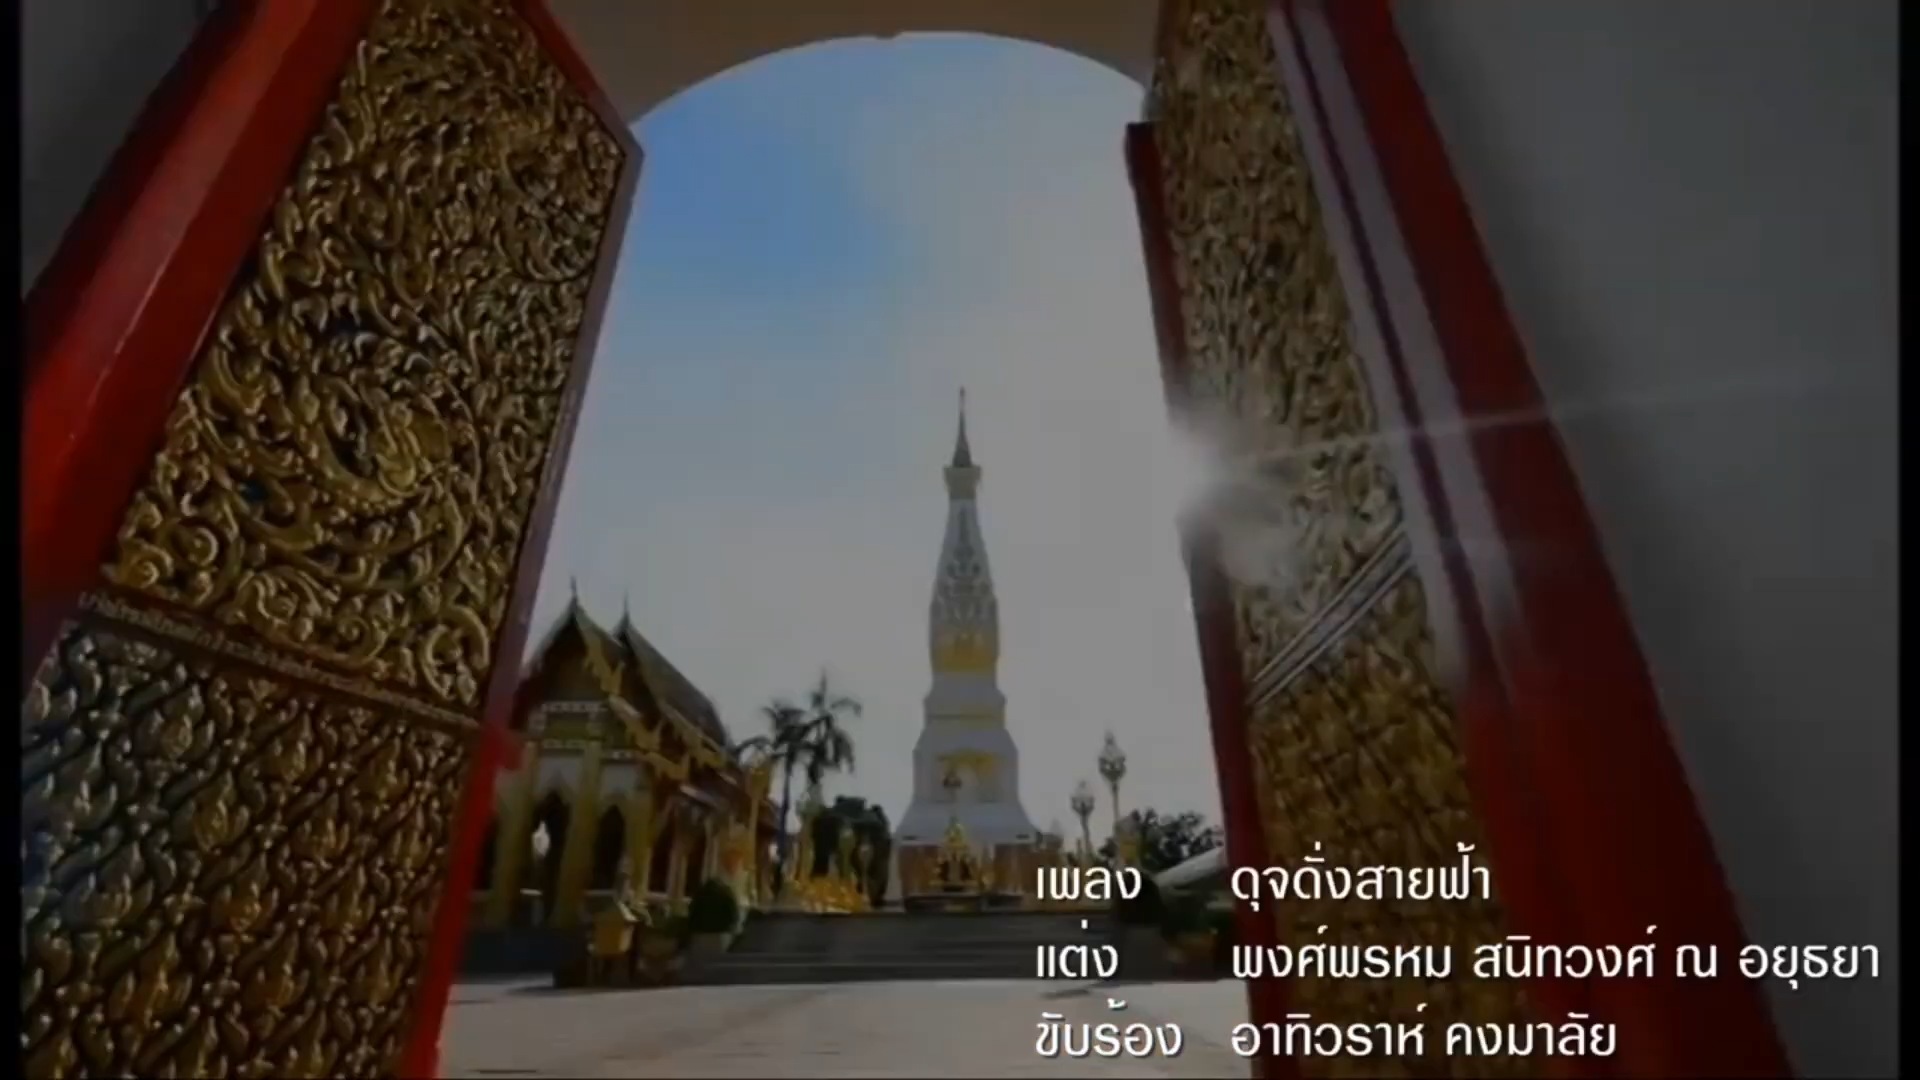 เพลง ดุจดั่งสายฟ้า
แต่ง พงศ์พรหม สนิทวงศ์ ณ อยุธยา
ขับร้อง อาทิวราห์ คงมาลัย